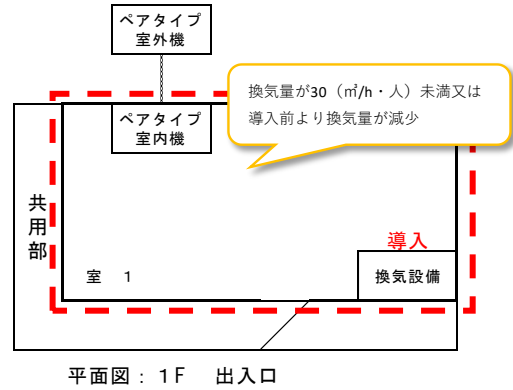 ペアタイプ
室外機
換気量が30（㎥/h・人）未満又は
導入前より換気量が減少
ペアタイプ
室内機
共用部
導入
室　1
換気設備
平面図：1F　出入口